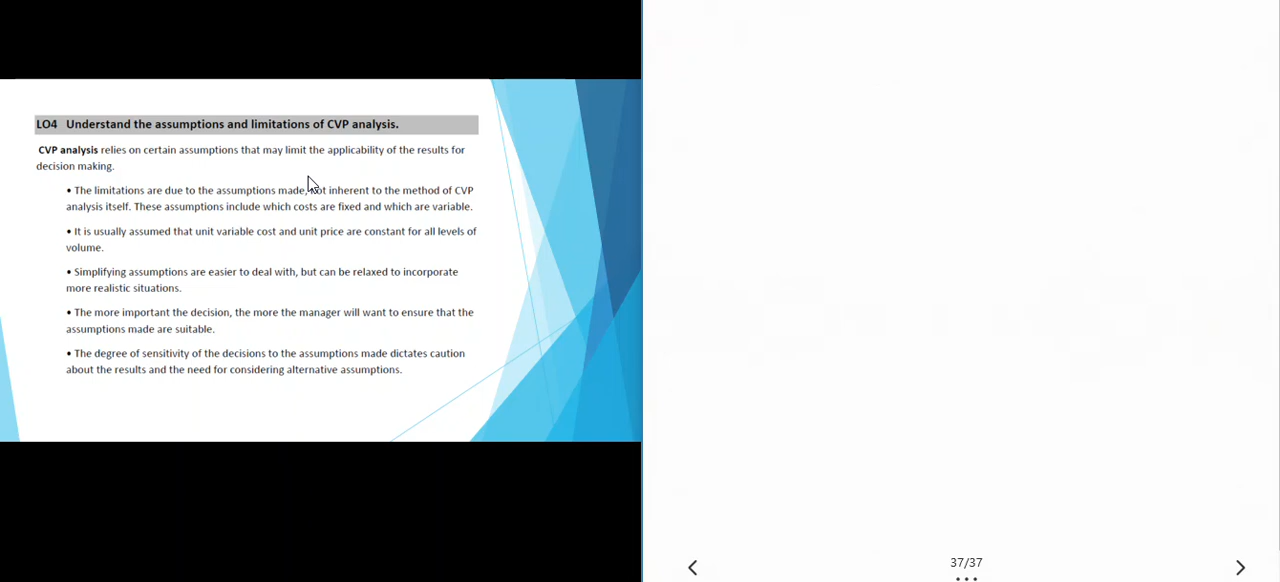 LO4 Understand the assumptions and limitations of CVP analysis.
CVP analysis relies on certain assumptions that may limit the applicability of the results for
decision making.
• The limitations are due to the assumptions made, not inherent to the method of CVP
analysis itself. These assumptions include which costs are fixed and which are variable.
• It is usually assumed that unit variable cost and unit price are constant for all levels of
volume.
• Simplifying assumptions are easier to deal with, but can be relaxed to incorporate
more realistic situations.
• The more important the decision, the more the manager will want to ensure that the
assumptions made are suitable.
• The degree of sensitivity of the decisions to the assumptions made dictates caution
about the results and the need for considering alternative assumptions.
37/37